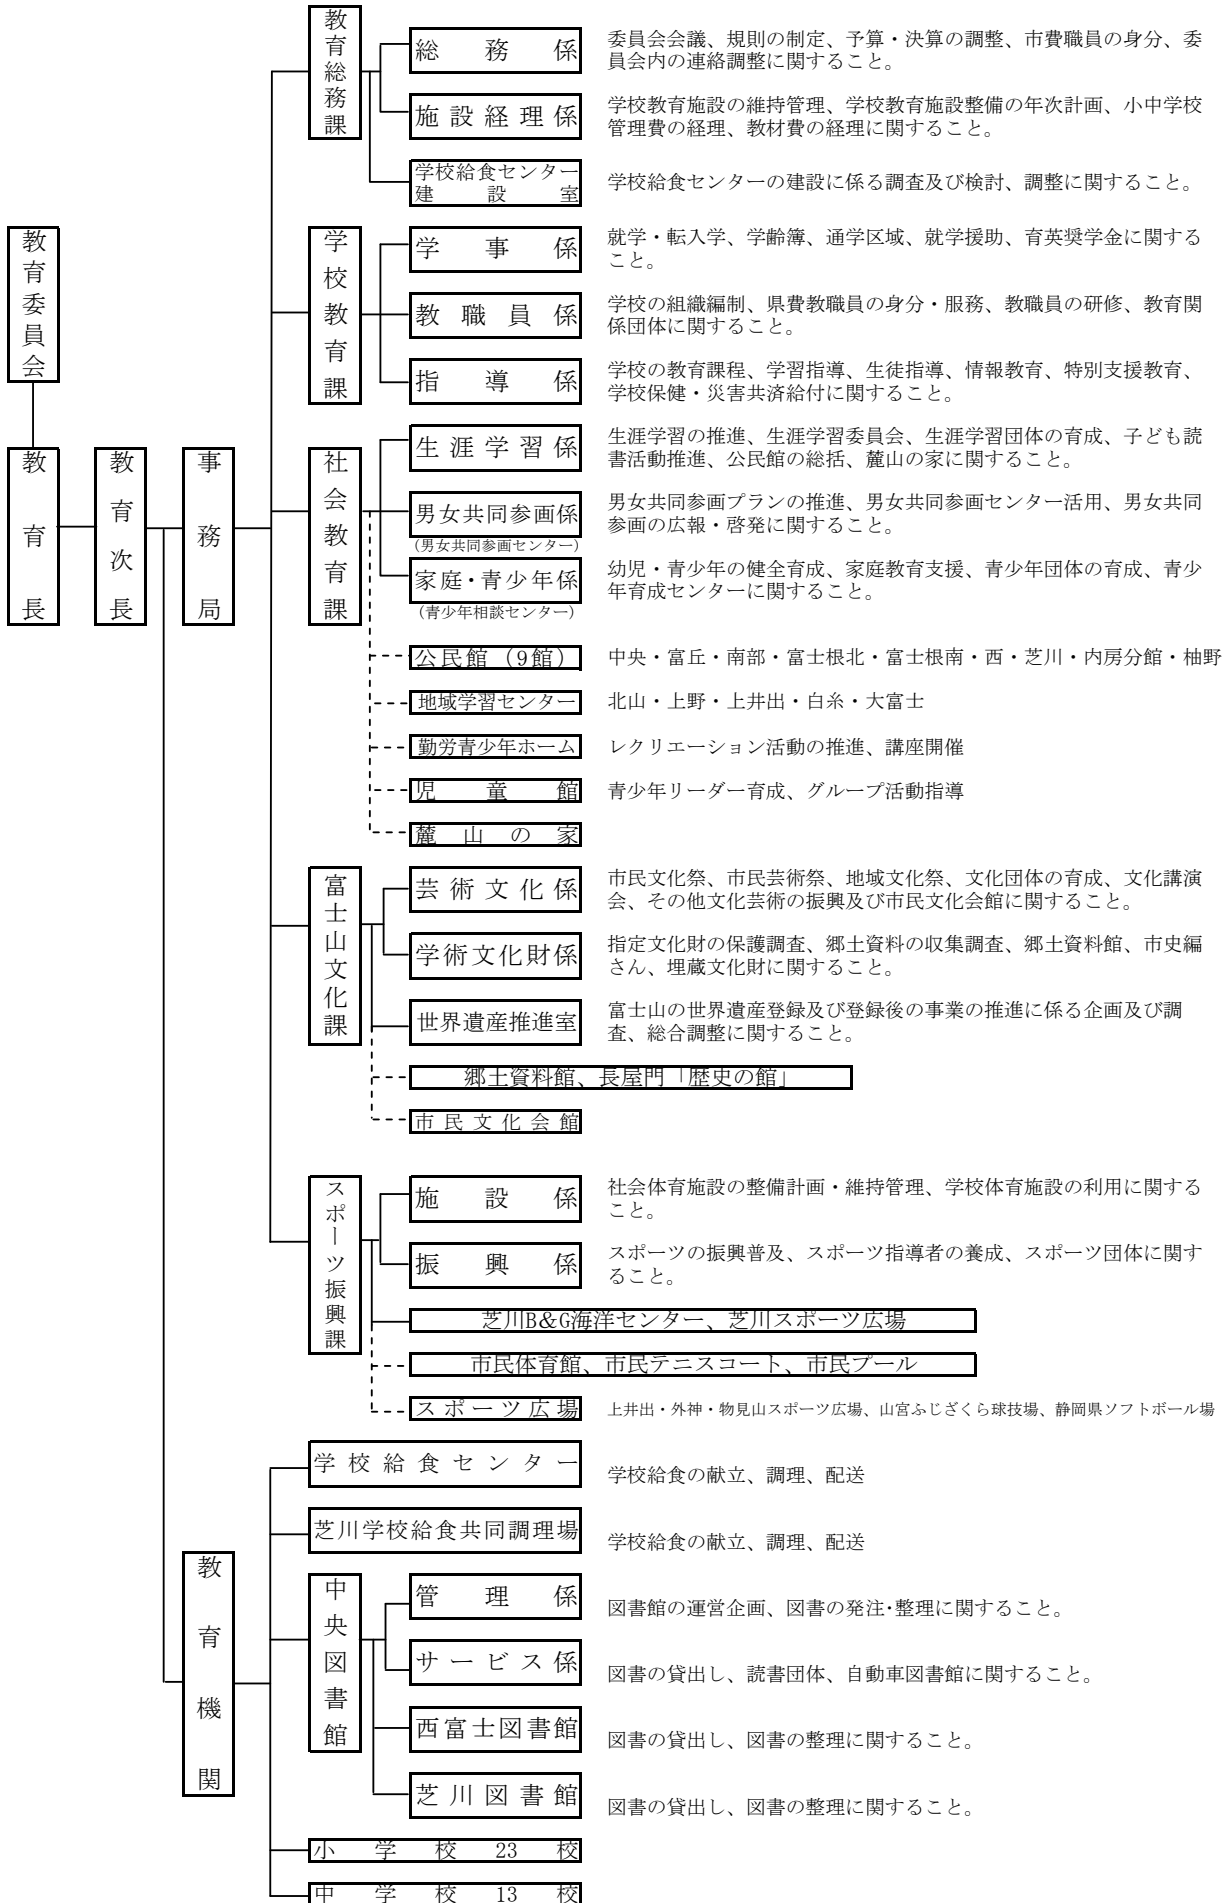 教育委員会
教育長
教育次長
事務局
教育総務課
総務係
委員会会議、規則の制定、予算・決算の調整、市費職員の身分、委
員会内の連絡調整に関すること。
施設経理係
学校教育施設の維持管理、学校教育施設整備の年次計画、小中学校
管理費の経理、教材費の経理に関すること。
学校給食センター
建設室
学校給食センターの建設に係る調査及び検討、調整に関すること。
学校教育課
学事係
就学・転入学、学齢簿、通学区域、就学援助、育英奨学金に関する
こと。
教職員係
学校の組織編制、県費教職員の身分・服務、教職員の研修、教育関
係団体に関すること。
指導係
学校の教育課程、学習指導、生徒指導、情報教育、特別支援教育、
学校保健・災害共済給付に関すること。
社会教育課
生涯学習係
生涯学習の推進、生涯学習委員会、生涯学習団体の育成、子ども読
書活動推進、公民館の総括、麓山の家に関すること。
男女共同参画係
(男女共同参画センター)
男女共同参画プランの推進、男女共同参画センター活用、男女共同
参画の広報・啓発に関すること。
家庭・青少年係
(青少年相談センター)
幼児・青少年の健全育成、家庭教育支援、青少年団体の育成、青少
年育成センターに関すること。
公民館（9館）
中央・富丘・南部・富士根北・富士根南・西・芝川・内房分館・柚野
地域学習センター
北山・上野・上井出・白糸・大富士
勤労青少年ホーム
レクリエーション活動の推進、講座開催
児童館
青少年リーダー育成、グループ活動指導
麓山の家
富士山文化課
芸術文化係
市民文化祭、市民芸術祭、地域文化祭、文化団体の育成、文化講演
会、その他文化芸術の振興及び市民文化会館に関すること。
学術文化財係
指定文化財の保護調査、郷土資料の収集調査、郷土資料館、市史編
さん、埋蔵文化財に関すること。
世界遺産推進室
富士山の世界遺産登録及び登録後の事業の推進に係る企画及び調
査、総合調整に関すること。
郷土資料館、長屋門「歴史の館」
市民文化会館
スポーツ振興課
施設係
社会体育施設の整備計画・維持管理、学校体育施設の利用に関する
こと。
振興係
スポーツの振興普及、スポーツ指導者の養成、スポーツ団体に関す
ること。
芝川B&G海洋センター、芝川スポーツ広場
市民体育館、市民テニスコート、市民プール
スポーツ広場
上井出・外神・物見山スポーツ広場、山宮ふじざくら球技場、静岡県ソフトボール場
教育機関
学校給食センター
学校給食の献立、調理、配送
芝川学校給食共同調理場
学校給食の献立、調理、配送
中央図書館
管理係
図書館の運営企画、図書の発注・整理に関すること。
サービス係
図書の貸出し、読書団体、自動車図書館に関すること。
西富士図書館
図書の貸出し、図書の整理に関すること。
芝川図書館
図書の貸出し、図書の整理に関すること。
小学校23校
中学校13校